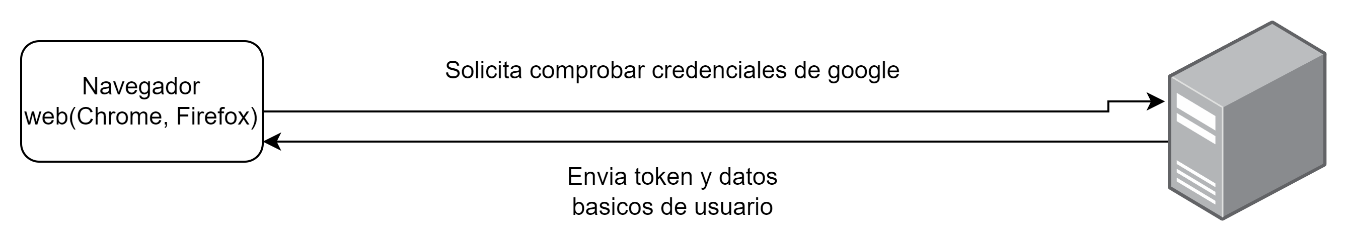 Navegador
web(Chrome, Firefox)
Solicita comprobar credenciales de google
Envia token y datos
basicos de usuario